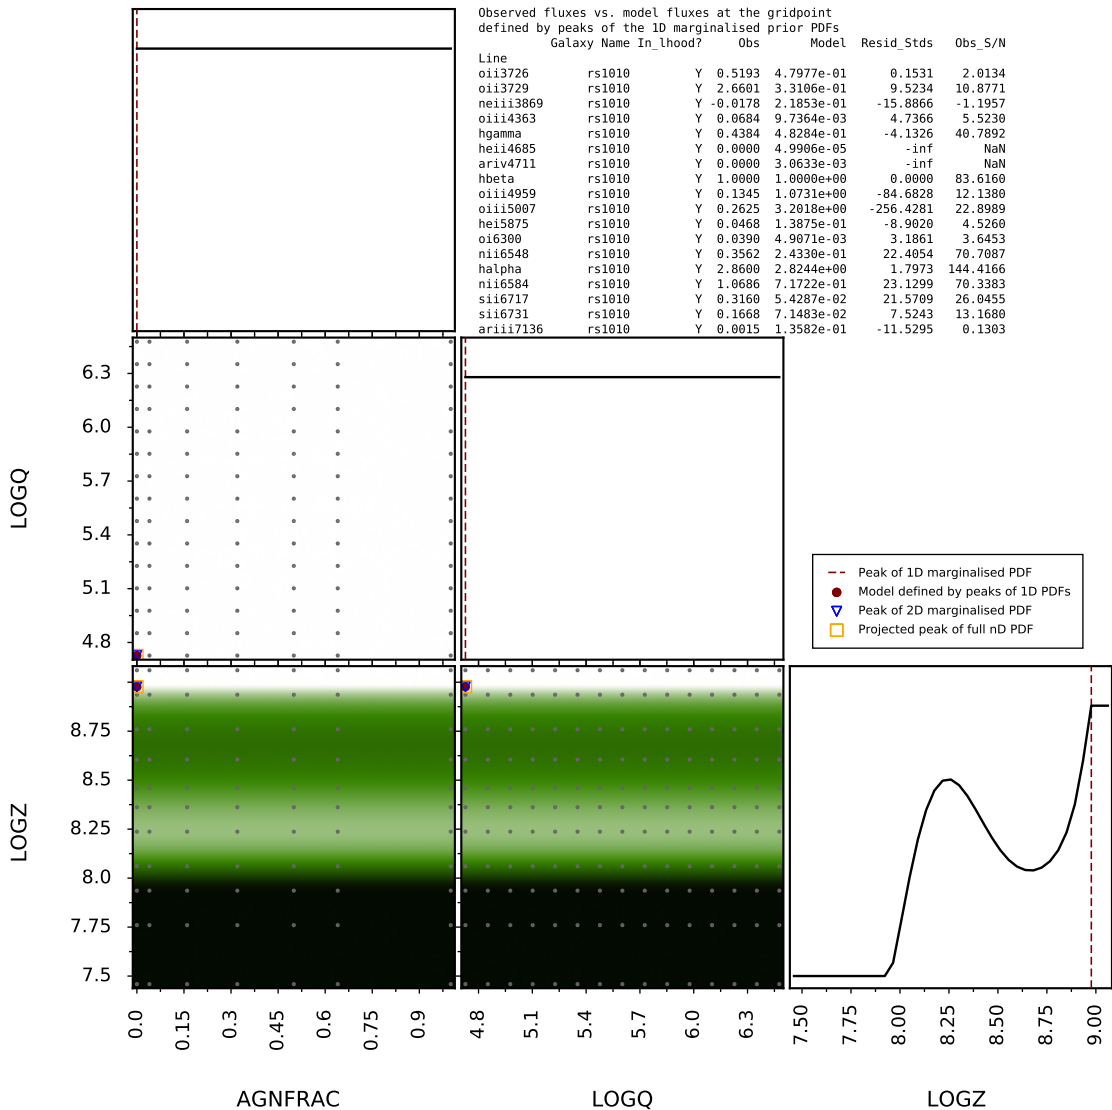 Observed fluxes vs. model fluxes at the gridpoint
defined by peaks of the 1D marginalised prior PDFs
Galaxy Name In_lhood? Obs Model Resid_Stds Obs_S/N
Line
oii3726 rs1010 Y 0.5193 4.7977e-01 0.1531 2.0134
oii3729 rs1010 Y 2.6601 3.3106e-01 9.5234 10.8771
neiii3869 rs1010 Y -0.0178 2.1853e-01 -15.8866 -1.1957
oiii4363 rs1010 Y 0.0684 9.7364e-03 4.7366 5.5230
hgamma rs1010 Y 0.4384 4.8284e-01 -4.1326 40.7892
heii4685 rs1010 Y 0.0000 4.9906e-05 -inf NaN
ariv4711 rs1010 Y 0.0000 3.0633e-03 -inf NaN
hbeta rs1010 Y 1.0000 1.0000e+00 0.0000 83.6160
oiii4959 rs1010 Y 0.1345 1.0731e+00 -84.6828 12.1380
oiii5007 rs1010 Y 0.2625 3.2018e+00 -256.4281 22.8989
hei5875 rs1010 Y 0.0468 1.3875e-01 -8.9020 4.5260
oi6300 rs1010 Y 0.0390 4.9071e-03 3.1861 3.6453
nii6548 rs1010 Y 0.3562 2.4330e-01 22.4054 70.7087
halpha rs1010 Y 2.8600 2.8244e+00 1.7973 144.4166
nii6584 rs1010 Y 1.0686 7.1722e-01 23.1299 70.3383
sii6717 rs1010 Y 0.3160 5.4287e-02 21.5709 26.0455
sii6731 rs1010 Y 0.1668 7.1483e-02 7.5243 13.1680
ariii7136 rs1010 Y 0.0015 1.3582e-01 -11.5295 0.1303
6.3
6.0
5.7
5.4
5.1
4.8
LOGQ
Peak of 1D marginalised PDF
Model defined by peaks of 1D PDFs
Peak of 2D marginalised PDF
Projected peak of full nD PDF
8.75
8.5
8.25
8.0
7.75
7.5
LOGZ
0.0 0.15 0.3 0.45 0.6 0.75 0.9
4.8 5.1 5.4 5.7 6.0 6.3
7.50 7.75 8.00 8.25 8.50 8.75 9.00
AGNFRAC LOGQ LOGZ